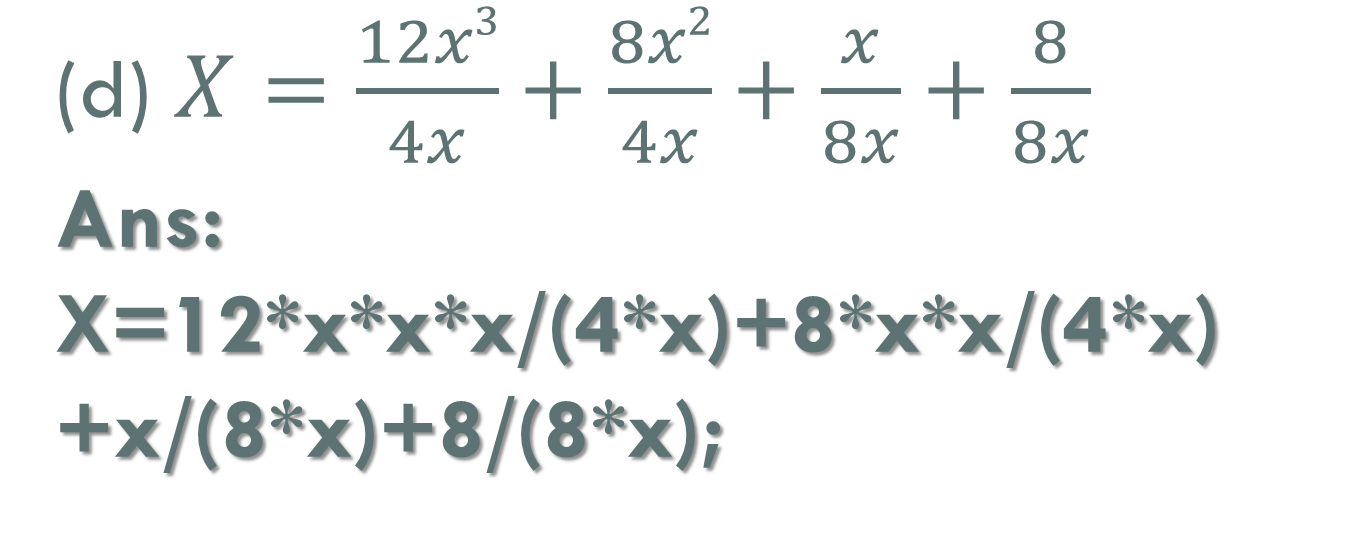 (d) X = 12x³/4x + 8x²/4x + x/8x + 8/8x
Ans:
X=12*x*x*x/(4*x)+8*x*x/(4*x)
+x/(8*x)+8/(8*x);